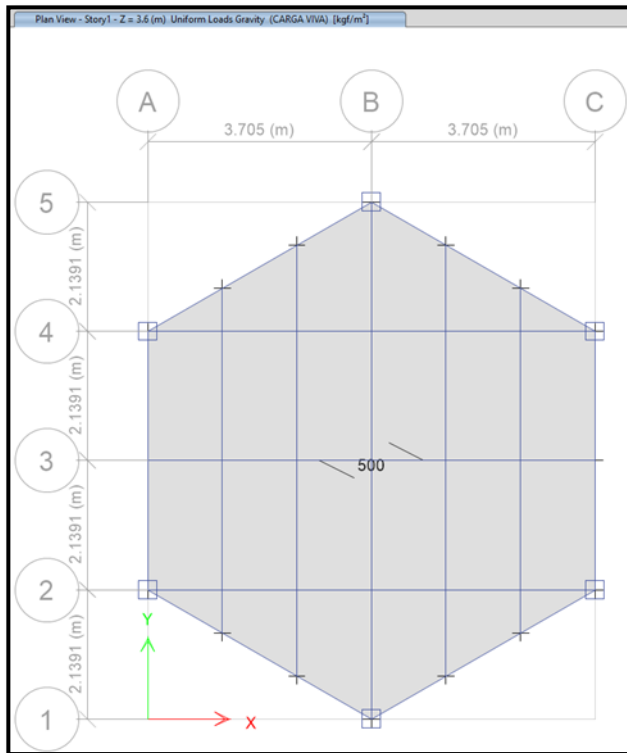 Plan View - Story1 - Z = 3.6 (m) Uniform Loads Gravity (CARGA VIVA) [kgf/m²]
A
B
C
3.705 (m)
3.705 (m)
5
2.1391 (m)
4
2.1391 (m)
3
500
2.1391 (m)
2
2.1391 (m)
Y
1
X